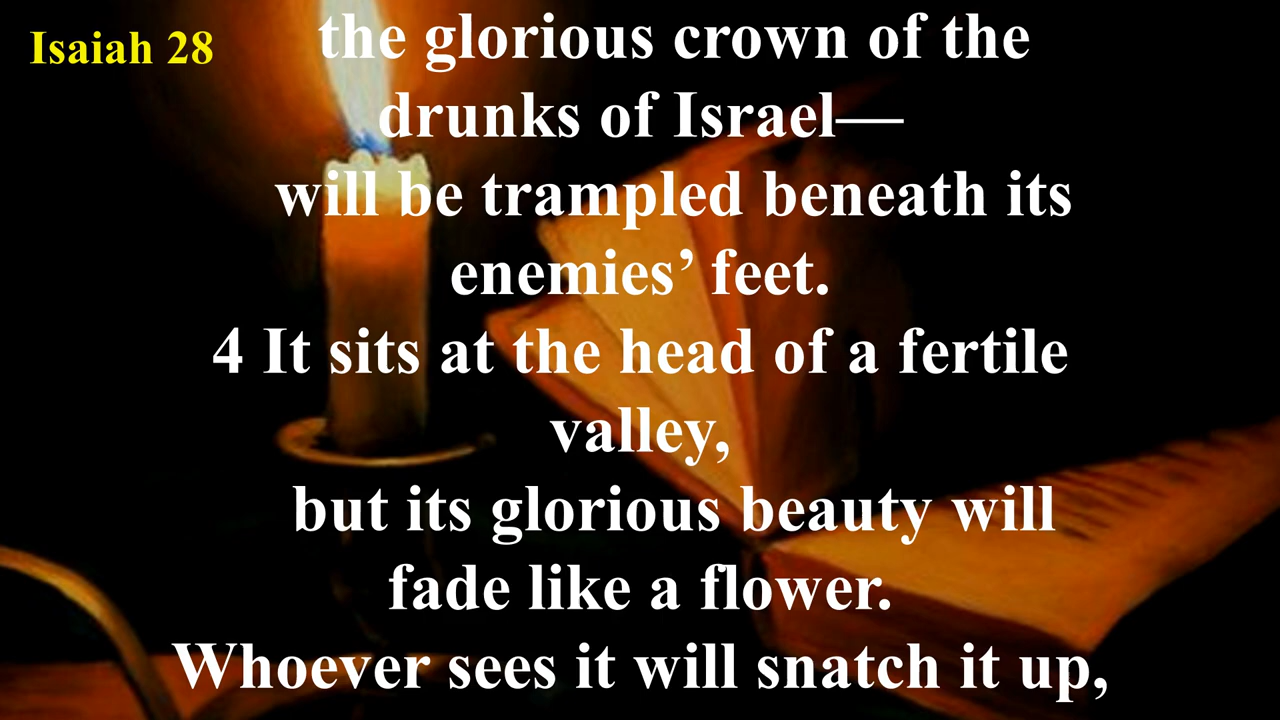 Isaiah 28
the glorious crown of the
drunks of Israel—
will be trampled beneath its
enemies’ feet.
4 It sits at the head of a fertile
valley,
but its glorious beauty will
fade like a flower.
Whoever sees it will snatch it up,